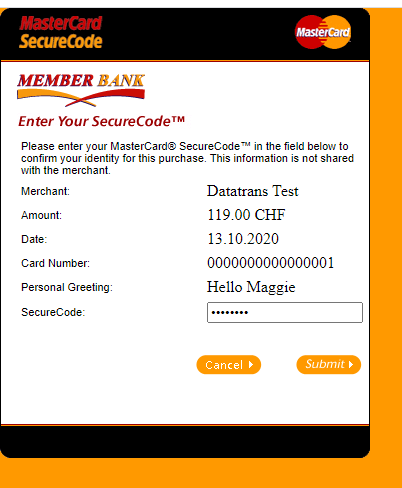 MasterCard
SecureCode
MasterCard
MEMBER BANK
Enter Your SecureCode™
Please enter your MasterCard® SecureCode™ in the field below to
confirm your identity for this purchase. This information is not shared
with the merchant.
Merchant: Datatrans Test
Amount: 119.00 CHF
Date: 13.10.2020
Card Number: 0000000000000001
Personal Greeting: Hello Maggie
SecureCode: ••••••••
Cancel Submit